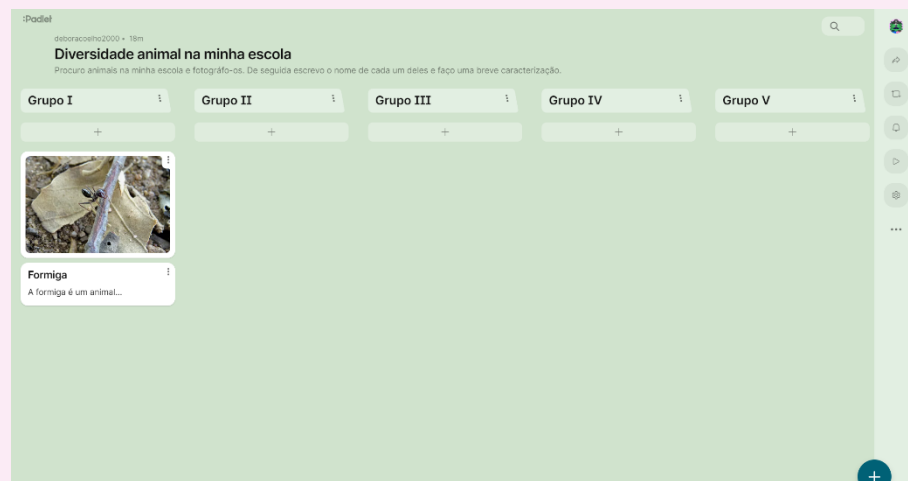 :Padlet
deboracoelho2000 • 18m
Diversidade animal na minha escola
Procuro animais na minha escola e fotográfo-os. De seguida escrevo o nome de cada um deles e faço uma breve caracterização.
Grupo I
Grupo II
Grupo III
Grupo IV
Grupo V
Formiga
A formiga é um animal...